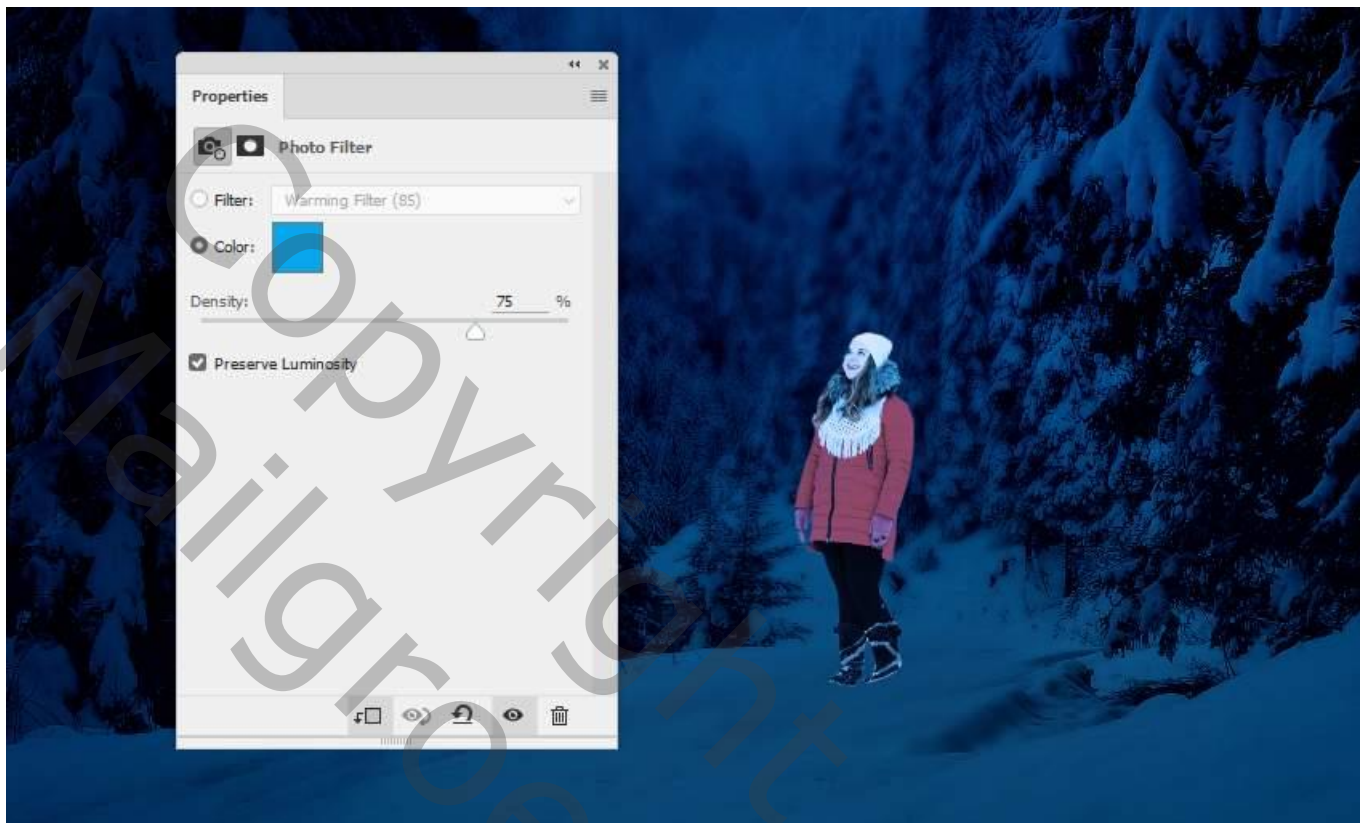 Properties
Photo Filter
Filter: Warming Filter (85)
Color:
Density: 75 %
Preserve Luminosity
Copyright
Mailgroe